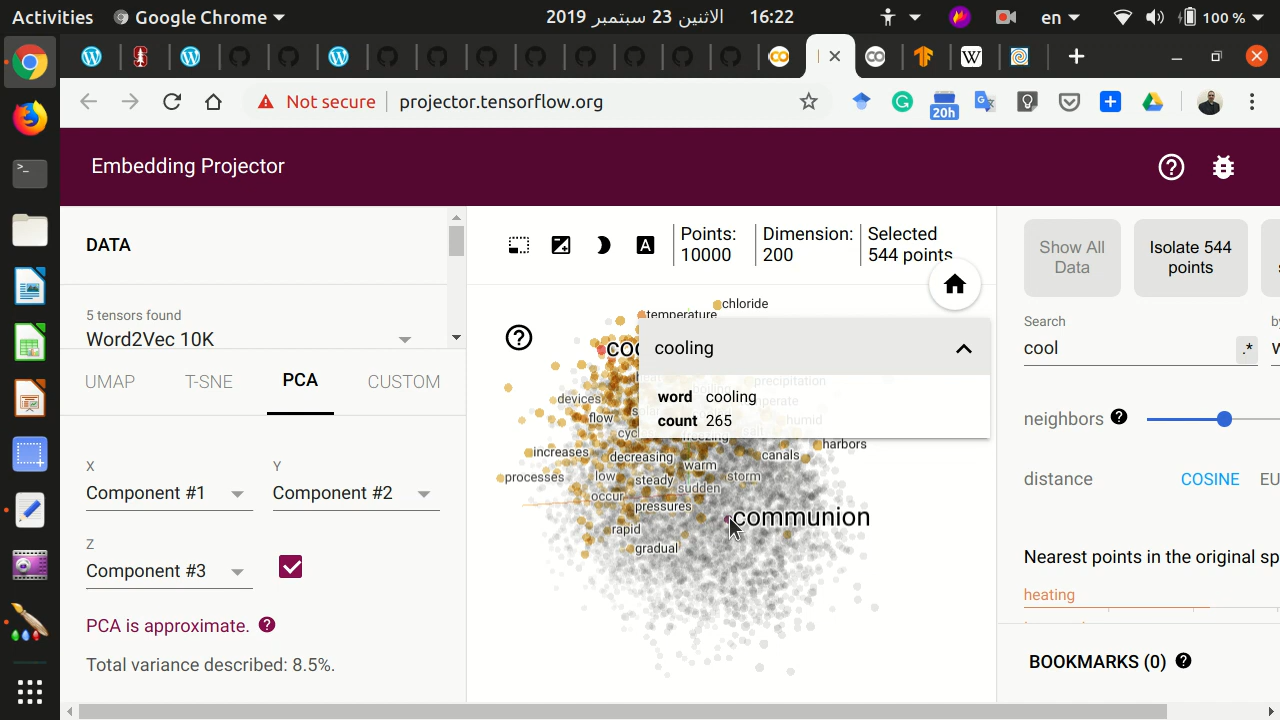 Activities Google Chrome الاثنين 23 سبتمبر 2019 16:22 en 100 %
Not secure projector.tensorflow.org 20h
Embedding Projector
DATA
5 tensors found
Word2Vec 10K
UMAP T-SNE PCA CUSTOM
X Y
Component #1 Component #2
Z
Component #3
PCA is approximate.
Total variance described: 8.5%.
Points: 10000
Dimension: 200
Selected 544 points
chloride
temperature
coo
cooling
word cooling
count 265
precipitation
humid
devices
flow
harbors
increases
decreasing
freezing
canals
warm
processes
low
steady
sudden
storm
occur
pressures
communion
rapid
gradual
Show All Data
Isolate 544 points
Search
cool .*
neighbors
distance COSINE EU
Nearest points in the original sp
heating
BOOKMARKS (0)